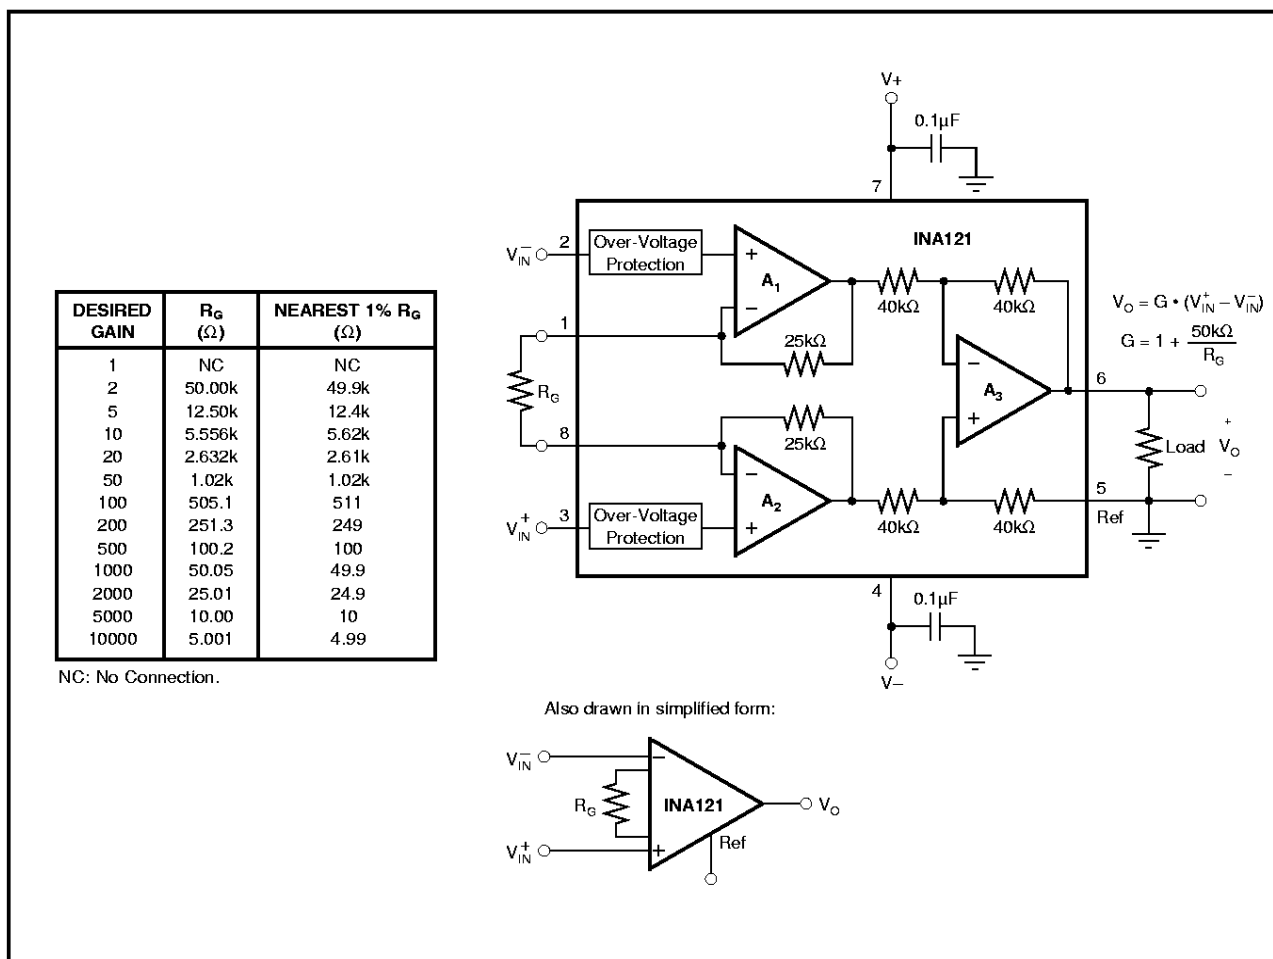 DESIRED GAIN	R_G (Ω)	NEAREST 1% R_G (Ω)
1	NC	NC
2	50.00k	49.9k
5	12.50k	12.4k
10	5.556k	5.62k
20	2.632k	2.61k
50	1.02k	1.02k
100	505.1	511
200	251.3	249
500	100.2	100
1000	50.05	49.9
2000	25.01	24.9
5000	10.00	10
10000	5.001	4.99
NC: No Connection.
V+
0.1µF
7
INA121
V_IN^−
2
Over-Voltage
Protection
+
A1
−
40kΩ
40kΩ
V_O = G • (V_IN^+ − V_IN^−)
G = 1 + 50kΩ / R_G
1
25kΩ
R_G
−
A3
+
6
8
25kΩ
Load
+
V_O
−
−
A2
+
V_IN^+
3
Over-Voltage
Protection
40kΩ
40kΩ
5
Ref
4
0.1µF
V−
Also drawn in simplified form:
V_IN^−
−
R_G
INA121
V_O
V_IN^+
+
Ref